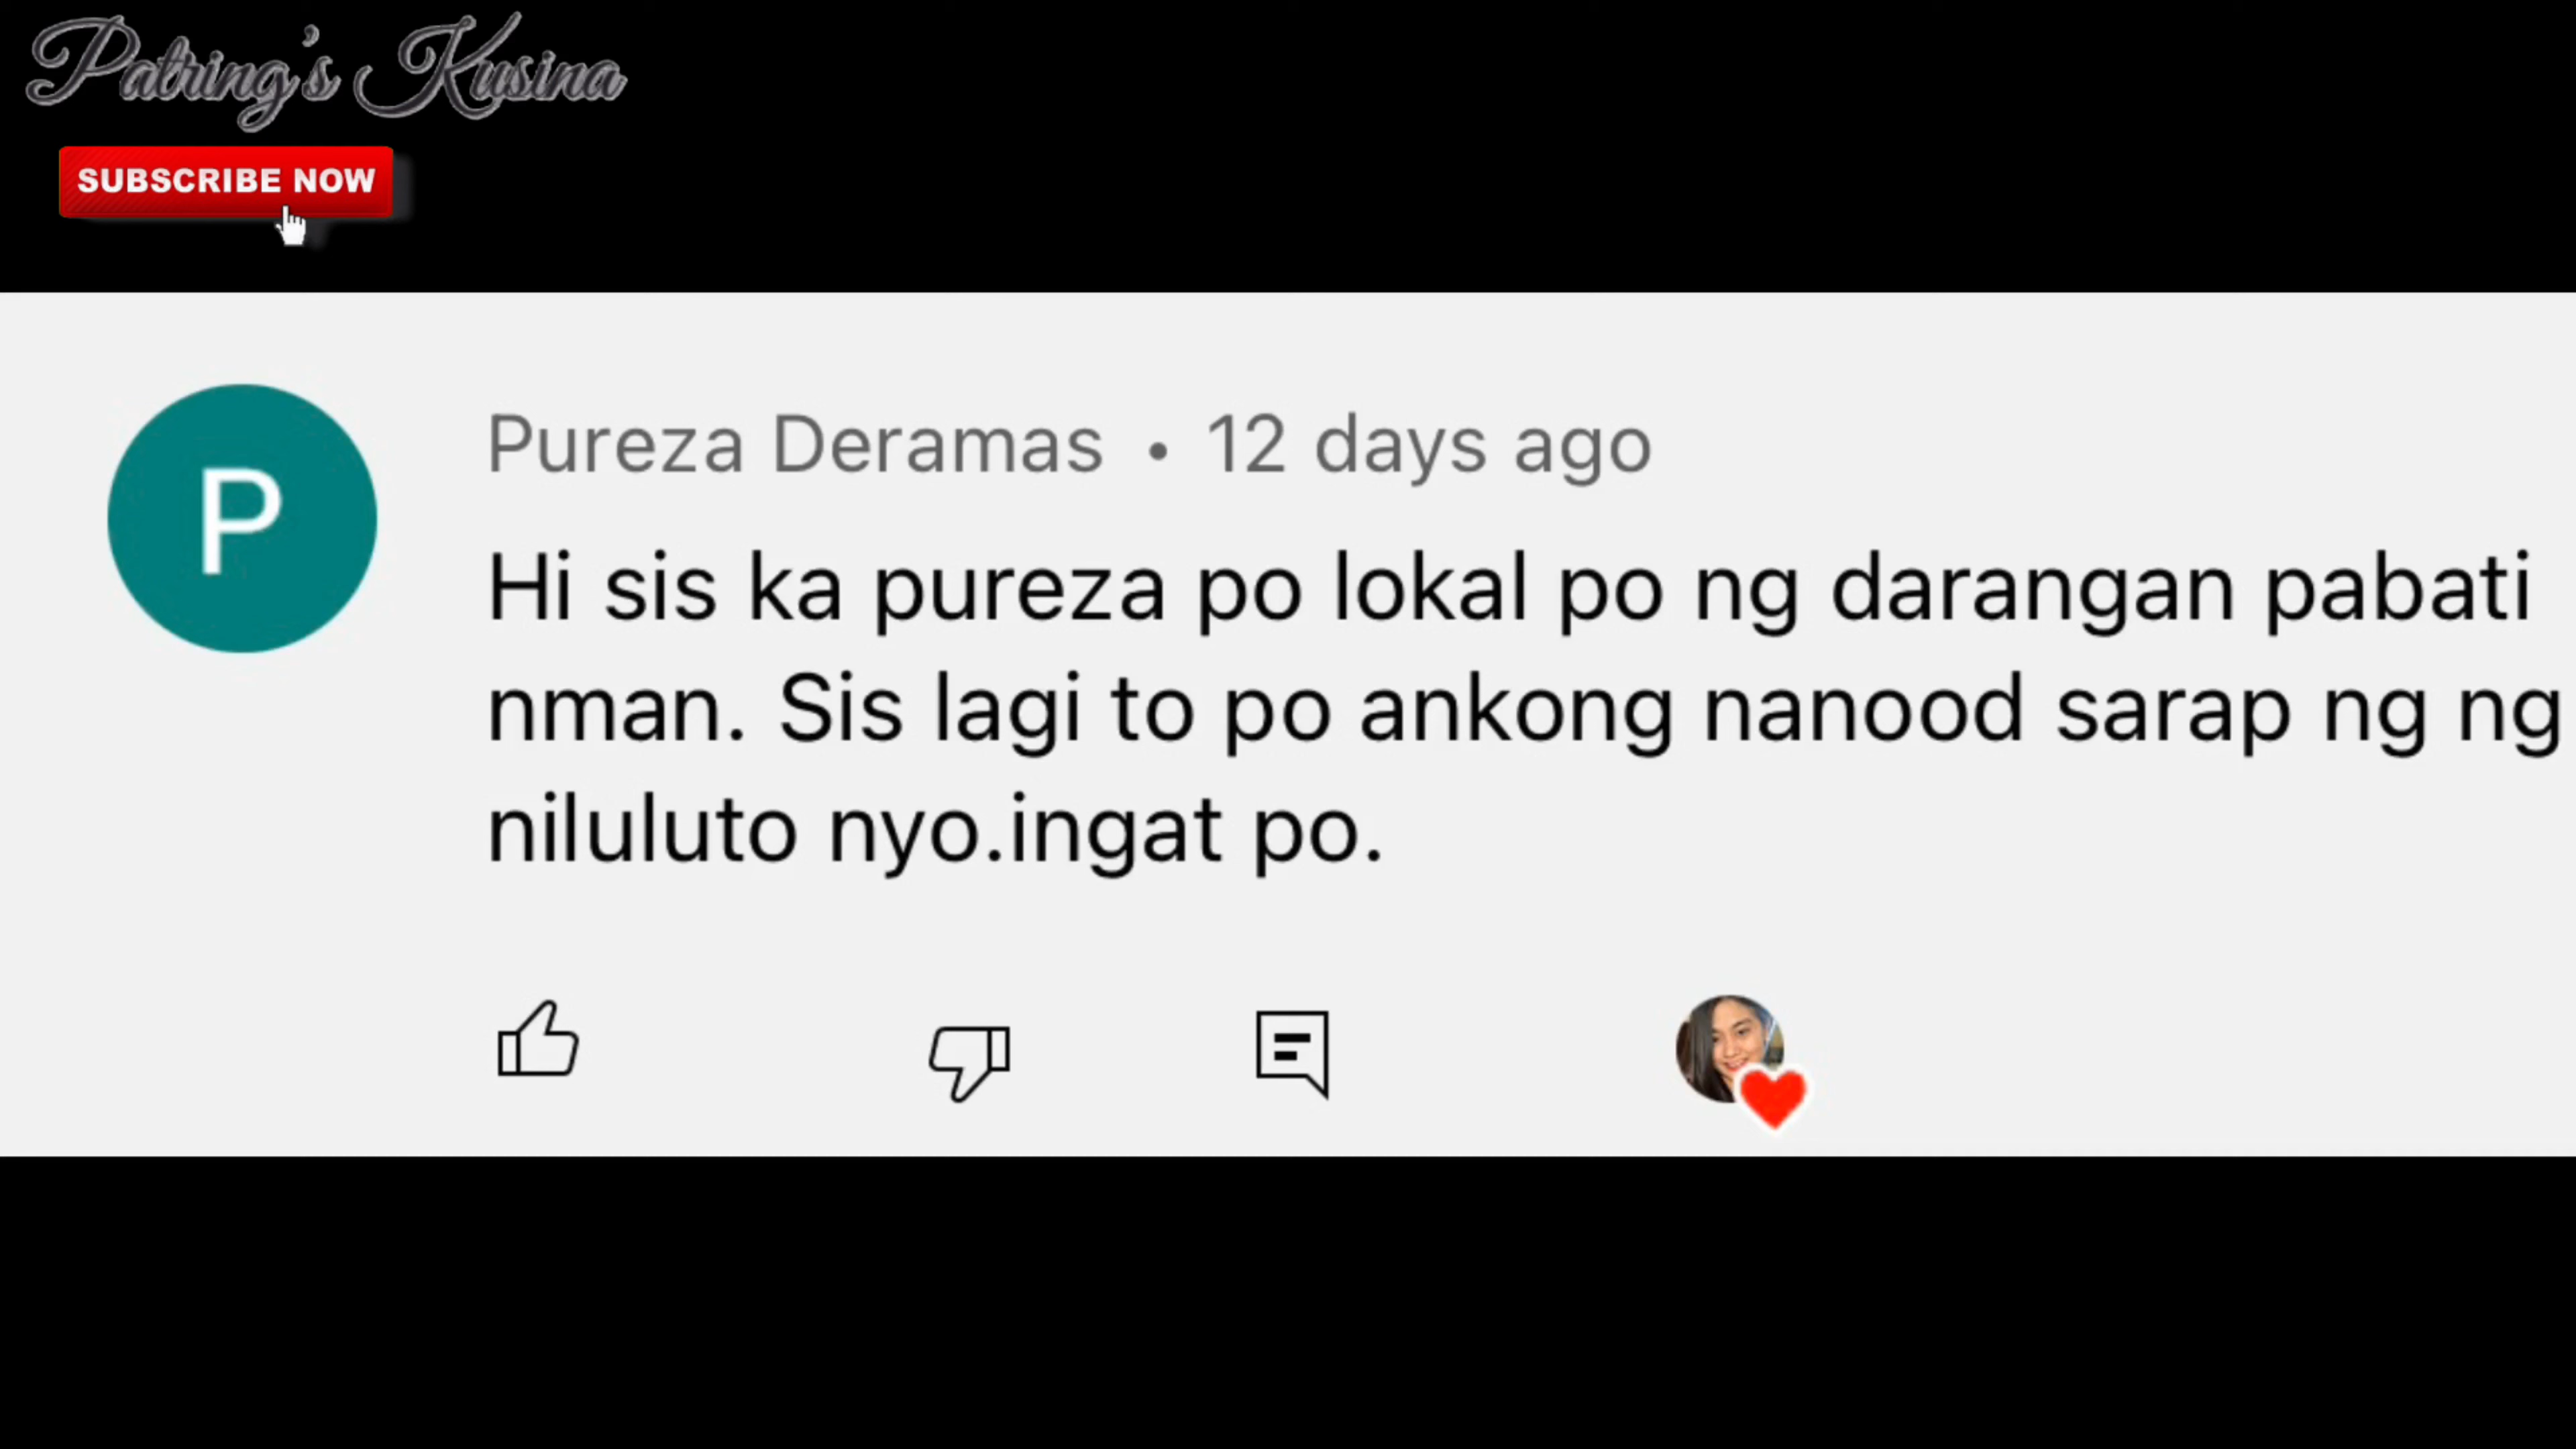 Patring's Kusina
SUBSCRIBE NOW
P
Pureza Deramas • 12 days ago
Hi sis ka pureza po lokal po ng darangan pabati
nman. Sis lagi to po ankong nanood sarap ng ng
niluluto nyo.ingat po.